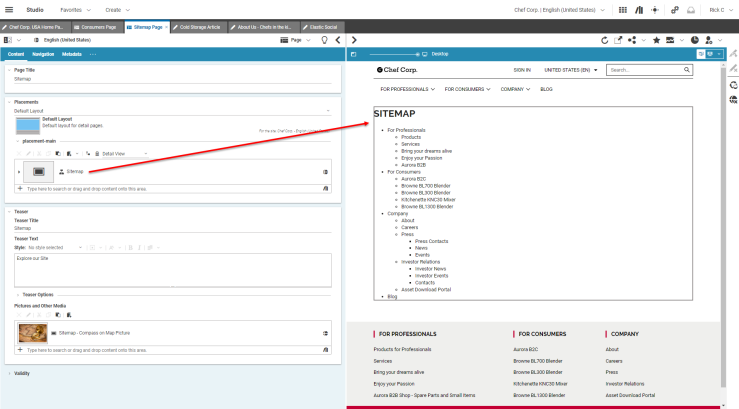 Studio Favorites Create Chef Corp. | English (United States) Rick C
Chef Corp. USA Home Pa... Consumers Page Sitemap Page Cold Storage Article About Us - Chefs in the ki... Elastic Social
English (United States) Page
Content Navigation Metadata
Desktop
Page Title
Sitemap
Placements
Default Layout
Default Layout
Default layout for detail pages.
placement-main
Detail View
Sitemap
Type here to search or drag and drop content onto this area.
Teaser
Teaser Title
Sitemap
Teaser Text
Style: No style selected
Explore our Site
Teaser Options
Pictures and Other Media
Sitemap - Compass on Map Picture
Type here to search or drag and drop content onto this area.
Validity
Chef Corp. SIGN IN UNITED STATES (EN) Search...
FOR PROFESSIONALS FOR CONSUMERS COMPANY BLOG
SITEMAP
For Professionals
Products
Services
Bring your dreams alive
Enjoy your Passion
Aurora B2B
For Consumers
Aurora B2C
Browne BL700 Blender
Browne BL300 Blender
Kitchenette KNC30 Mixer
Browne BL1300 Blender
Company
About
Careers
Press
Press Contacts
News
Events
Investor Relations
Investor News
Investor Events
Contacts
Asset Download Portal
Blog
FOR PROFESSIONALS FOR CONSUMERS COMPANY
Products for Professionals Aurora B2C About
Services Browne BL700 Blender Careers
Bring your dreams alive Browne BL300 Blender Press
Enjoy your Passion Kitchenette KNC30 Mixer Investor Relations
Aurora B2B Shop - Spare Parts and Small Items Browne BL1300 Blender Asset Download Portal